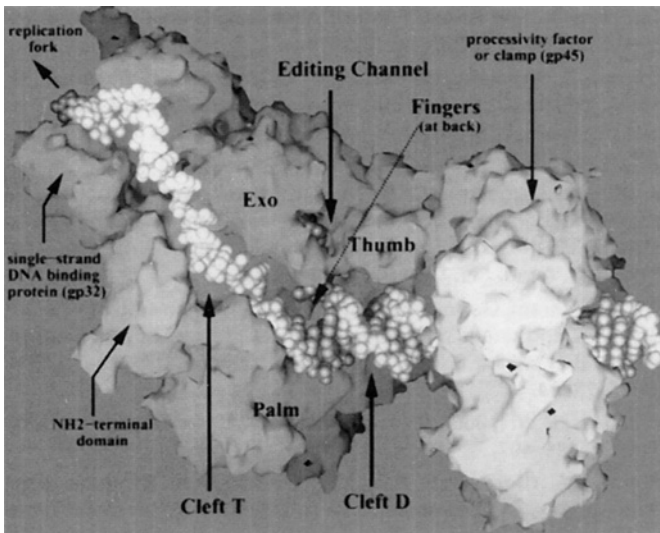 replication
fork
processivity factor
or clamp (gp45)
Editing Channel
Fingers
(at back)
Exo
Thumb
single-strand
DNA binding
protein (gp32)
Palm
NH2-terminal
domain
Cleft T
Cleft D